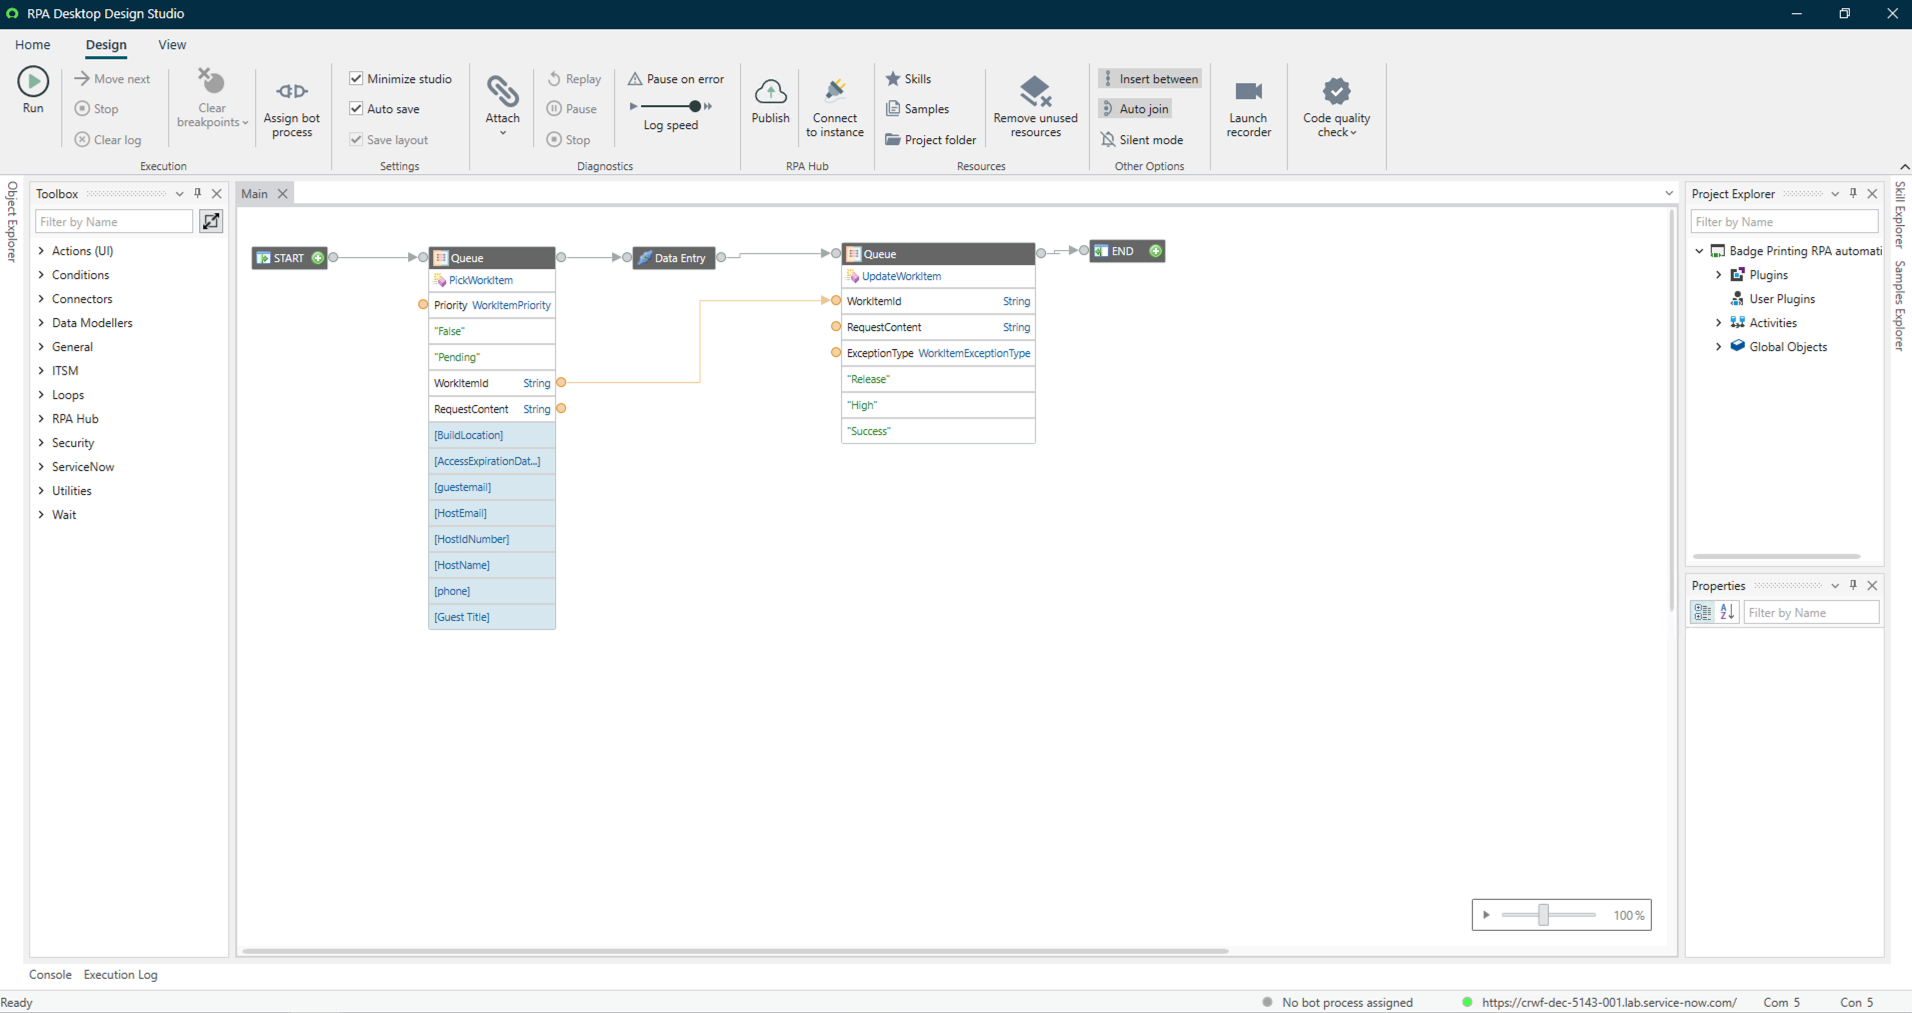 RPA Desktop Design Studio
Home Design View
Run
Move next
Stop
Clear log
Clear breakpoints
Assign bot process
Execution
Minimize studio
Auto save
Save layout
Settings
Attach
Replay
Pause
Stop
Pause on error
Log speed
Diagnostics
Publish
Connect to instance
RPA Hub
Skills
Samples
Project folder
Remove unused resources
Resources
Insert between
Auto join
Silent mode
Other Options
Launch recorder
Code quality check
Object Explorer
Toolbox
Filter by Name
Actions (UI)
Conditions
Connectors
Data Modellers
General
ITSM
Loops
RPA Hub
Security
ServiceNow
Utilities
Wait
Main
START
Queue
PickWorkItem
Priority WorkItemPriority
"False"
"Pending"
WorkItemId String
RequestContent String
[BuildLocation]
[AccessExpirationDat...]
[guestemail]
[HostEmail]
[HostIdNumber]
[HostName]
[phone]
[Guest Title]
Data Entry
Queue
UpdateWorkItem
WorkItemId String
RequestContent String
ExceptionType WorkItemExceptionType
"Release"
"High"
"Success"
END
100 %
Project Explorer
Filter by Name
Badge Printing RPA automati
Plugins
User Plugins
Activities
Global Objects
Properties
Filter by Name
Skill Explorer
Samples Explorer
Console Execution Log
Ready
No bot process assigned
https://crwf-dec-5143-001.lab.service-now.com/
Com 5
Con 5